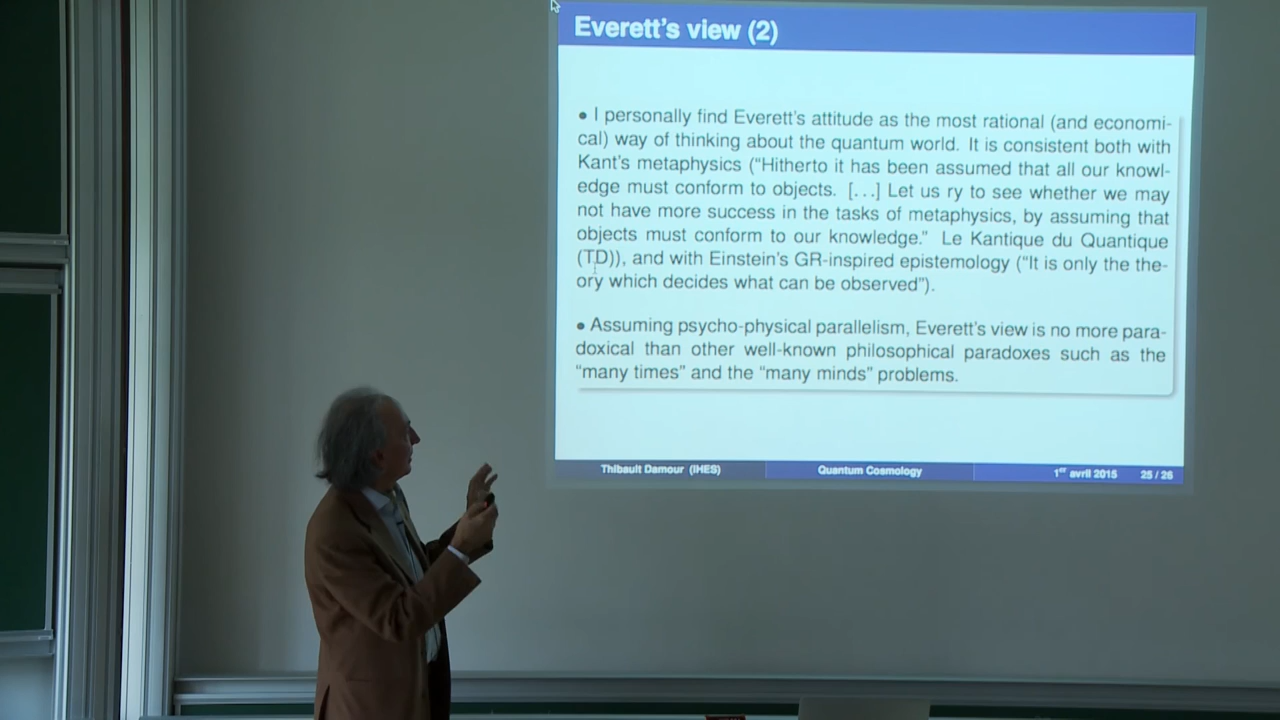 Everett's view (2)
• I personally find Everett's attitude as the most rational (and economi-
cal) way of thinking about the quantum world. It is consistent both with
Kant's metaphysics ("Hitherto it has been assumed that all our knowl-
edge must conform to objects. [...] Let us ry to see whether we may
not have more success in the tasks of metaphysics, by assuming that
objects must conform to our knowledge." Le Kantique du Quantique
(TD)), and with Einstein's GR-inspired epistemology ("It is only the the-
ory which decides what can be observed").
• Assuming psycho-physical parallelism, Everett's view is no more para-
doxical than other well-known philosophical paradoxes such as the
"many times" and the "many minds" problems.
Thibault Damour (IHES) Quantum Cosmology 1er avril 2015 25 / 26